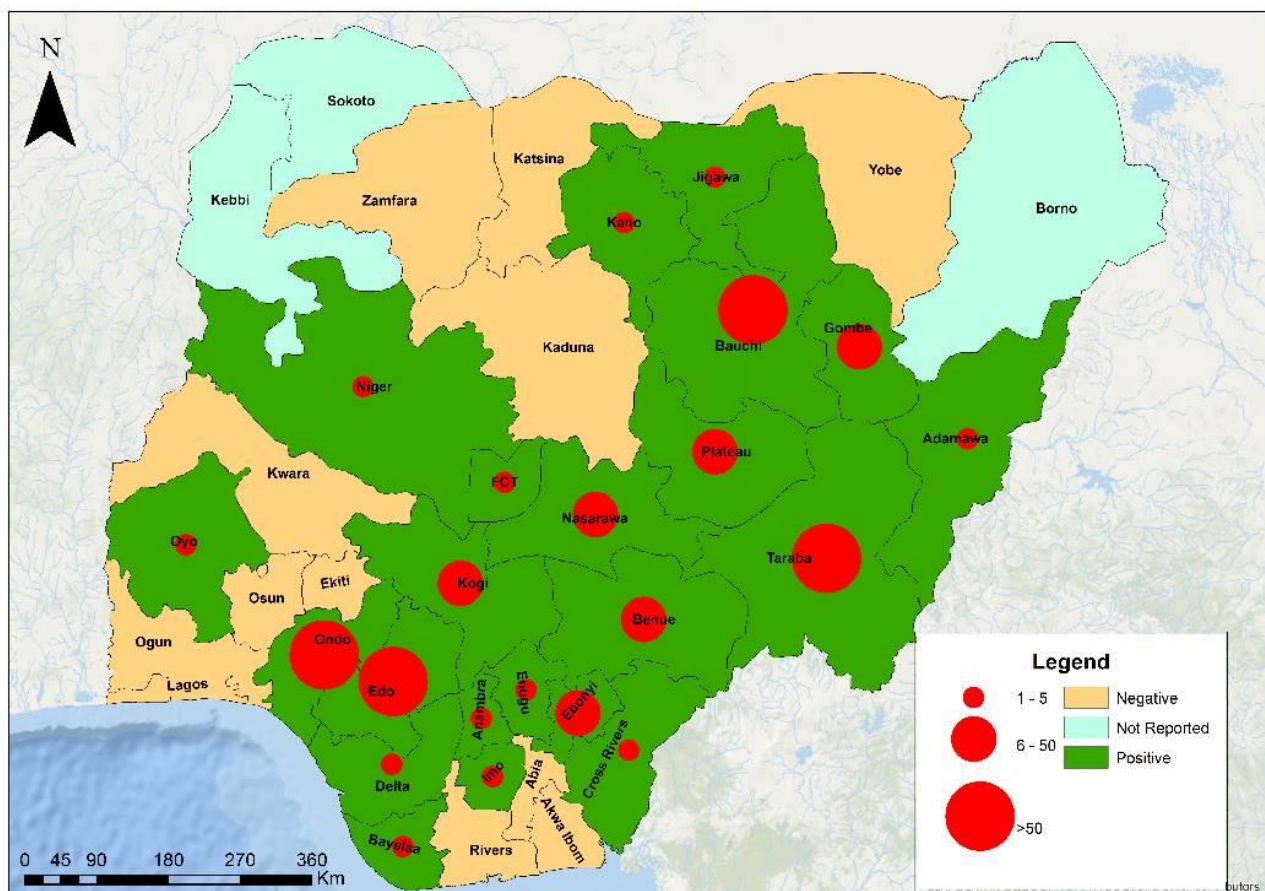 N
Sokoto
Katsina
Jigawa
Yobe
Kebbi
Zamfara
Borno
Kano
Gombe
Bauchi
Kaduna
Niger
Adamawa
Plateau
Kwara
FCT
Nasarawa
Oyo
Taraba
Ekiti
Kogi
Osun
Benue
Ondo
Ogun
Lagos
Edo
Enugu
Anambra
Ebonyi
Cross Rivers
Delta
Imo
Abia
Akwa Ibom
Bayelsa
Rivers
Legend
1 - 5
Negative
6 - 50
Not Reported
Positive
>50
0 45 90 180 270 360
Km